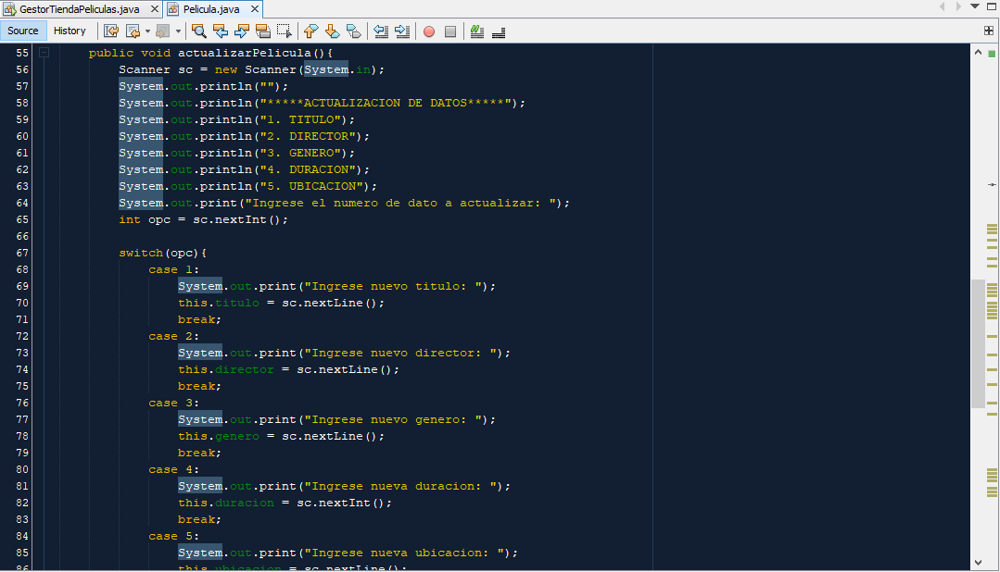 GestorTiendaPeliculas.java Pelicula.java
Source History
55 public void actualizarPelicula(){
56 Scanner sc = new Scanner(System.in);
57 System.out.println("");
58 System.out.println("*****ACTUALIZACION DE DATOS*****");
59 System.out.println("1. TITULO");
60 System.out.println("2. DIRECTOR");
61 System.out.println("3. GENERO");
62 System.out.println("4. DURACION");
63 System.out.println("5. UBICACION");
64 System.out.print("Ingrese el numero de dato a actualizar: ");
65 int opc = sc.nextInt();
66
67 switch(opc){
68 case 1:
69 System.out.print("Ingrese nuevo titulo: ");
70 this.titulo = sc.nextLine();
71 break;
72 case 2:
73 System.out.print("Ingrese nuevo director: ");
74 this.director = sc.nextLine();
75 break;
76 case 3:
77 System.out.print("Ingrese nuevo genero: ");
78 this.genero = sc.nextLine();
79 break;
80 case 4:
81 System.out.print("Ingrese nueva duracion: ");
82 this.duracion = sc.nextInt();
83 break;
84 case 5:
85 System.out.print("Ingrese nueva ubicacion: ");
86 this.ubicacion = sc.nextLine();